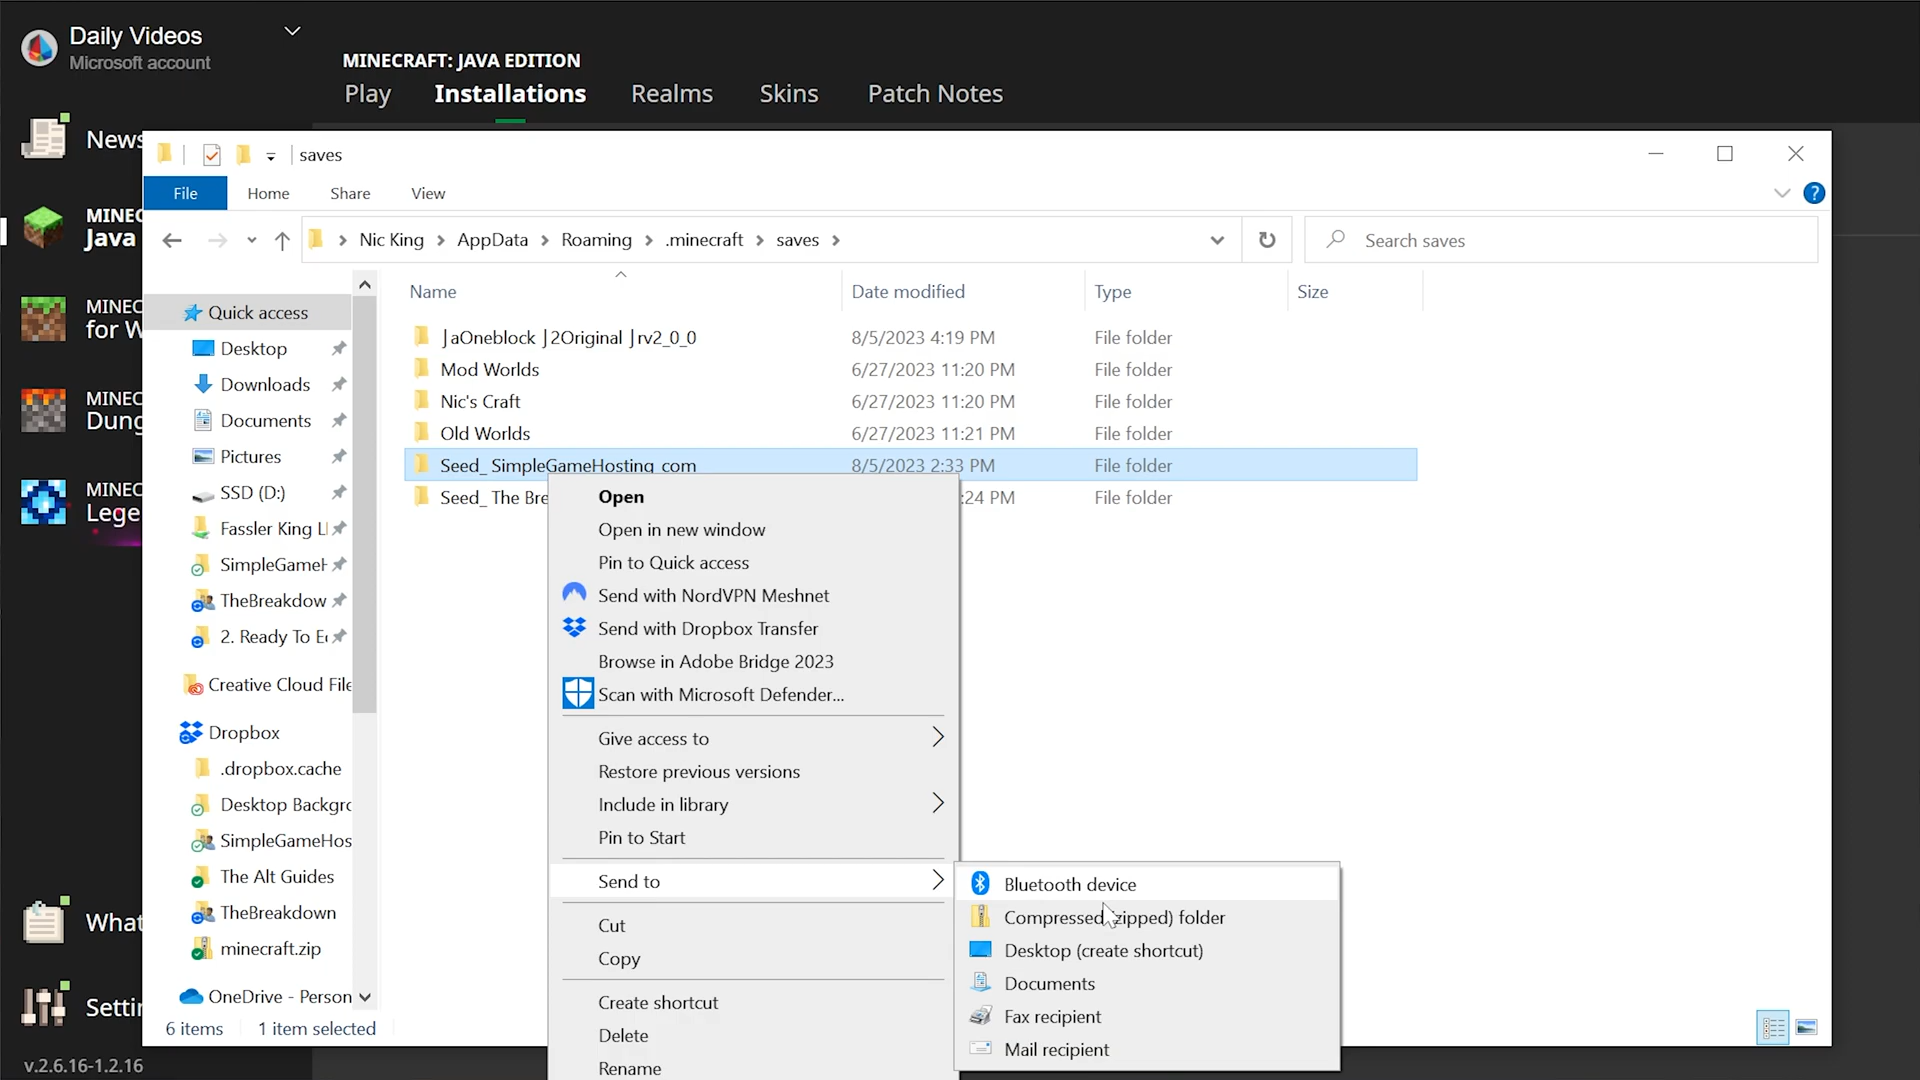 Daily Videos
Microsoft account
MINECRAFT: JAVA EDITION
Play Installations Realms Skins Patch Notes
News
MINEC
Java
MINEC
for W
MINEC
Dung
MINEC
Lege
What
Settin
v.2.6.16-1.2.16
saves
File Home Share View
Nic King AppData Roaming .minecraft saves
Search saves
Quick access
Desktop
Downloads
Documents
Pictures
SSD (D:)
Fassler King Ll
SimpleGameH
TheBreakdow
2. Ready To E
Creative Cloud File
Dropbox
.dropbox.cache
Desktop Backgro
SimpleGameHos
The Alt Guides
TheBreakdown
minecraft.zip
OneDrive - Person
6 items 1 item selected
Name Date modified Type Size
⌡aOneblock ⌡2Original ⌡rv2_0_0 8/5/2023 4:19 PM File folder
Mod Worlds 6/27/2023 11:20 PM File folder
Nic's Craft 6/27/2023 11:20 PM File folder
Old Worlds 6/27/2023 11:21 PM File folder
Seed_ SimpleGameHosting com 8/5/2023 2:33 PM File folder
Seed_ The Bre :24 PM File folder
Open
Open in new window
Pin to Quick access
Send with NordVPN Meshnet
Send with Dropbox Transfer
Browse in Adobe Bridge 2023
Scan with Microsoft Defender...
Give access to
Restore previous versions
Include in library
Pin to Start
Send to
Cut
Copy
Create shortcut
Delete
Rename
Bluetooth device
Compressed (zipped) folder
Desktop (create shortcut)
Documents
Fax recipient
Mail recipient